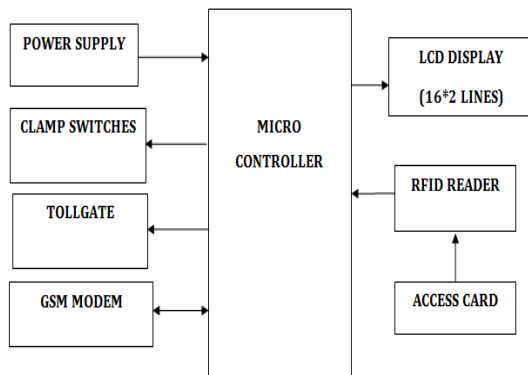 POWER SUPPLY
CLAMP SWITCHES
TOLLGATE
GSM MODEM
MICRO
CONTROLLER
LCD DISPLAY
(16*2 LINES)
RFID READER
ACCESS CARD